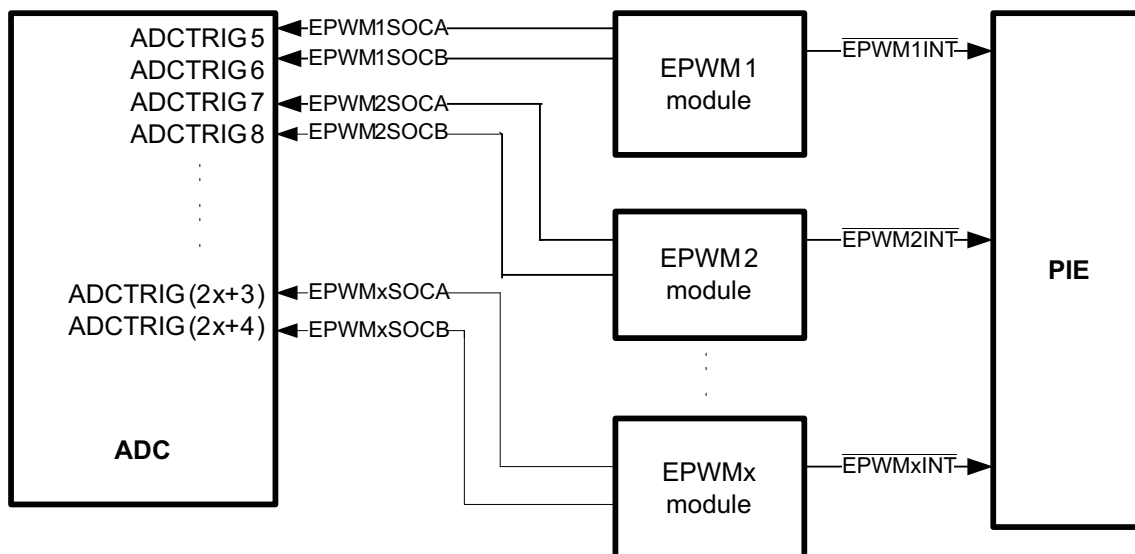 ADCTRIG5
ADCTRIG6
ADCTRIG7
ADCTRIG8
ADCTRIG(2x+3)
ADCTRIG(2x+4)
ADC
EPWM1SOCA
EPWM1SOCB
EPWM2SOCA
EPWM2SOCB
EPWMxSOCA
EPWMxSOCB
EPWM1
module
EPWM2
module
EPWMx
module
EPWM1INT
EPWM2INT
EPWMxINT
PIE